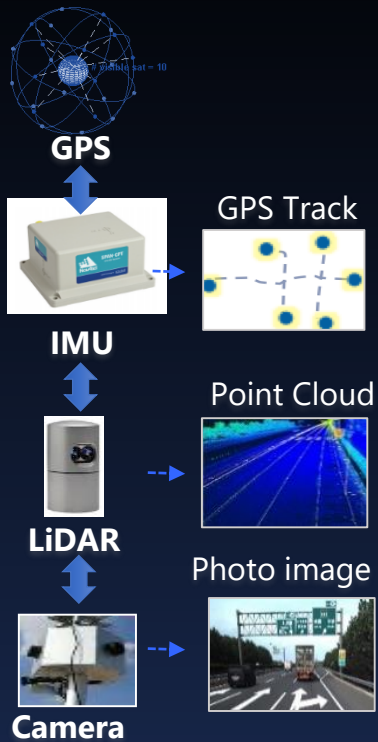 # visible sat = 10
GPS
GPS Track
IMU
Point Cloud
LiDAR
Photo image
Camera